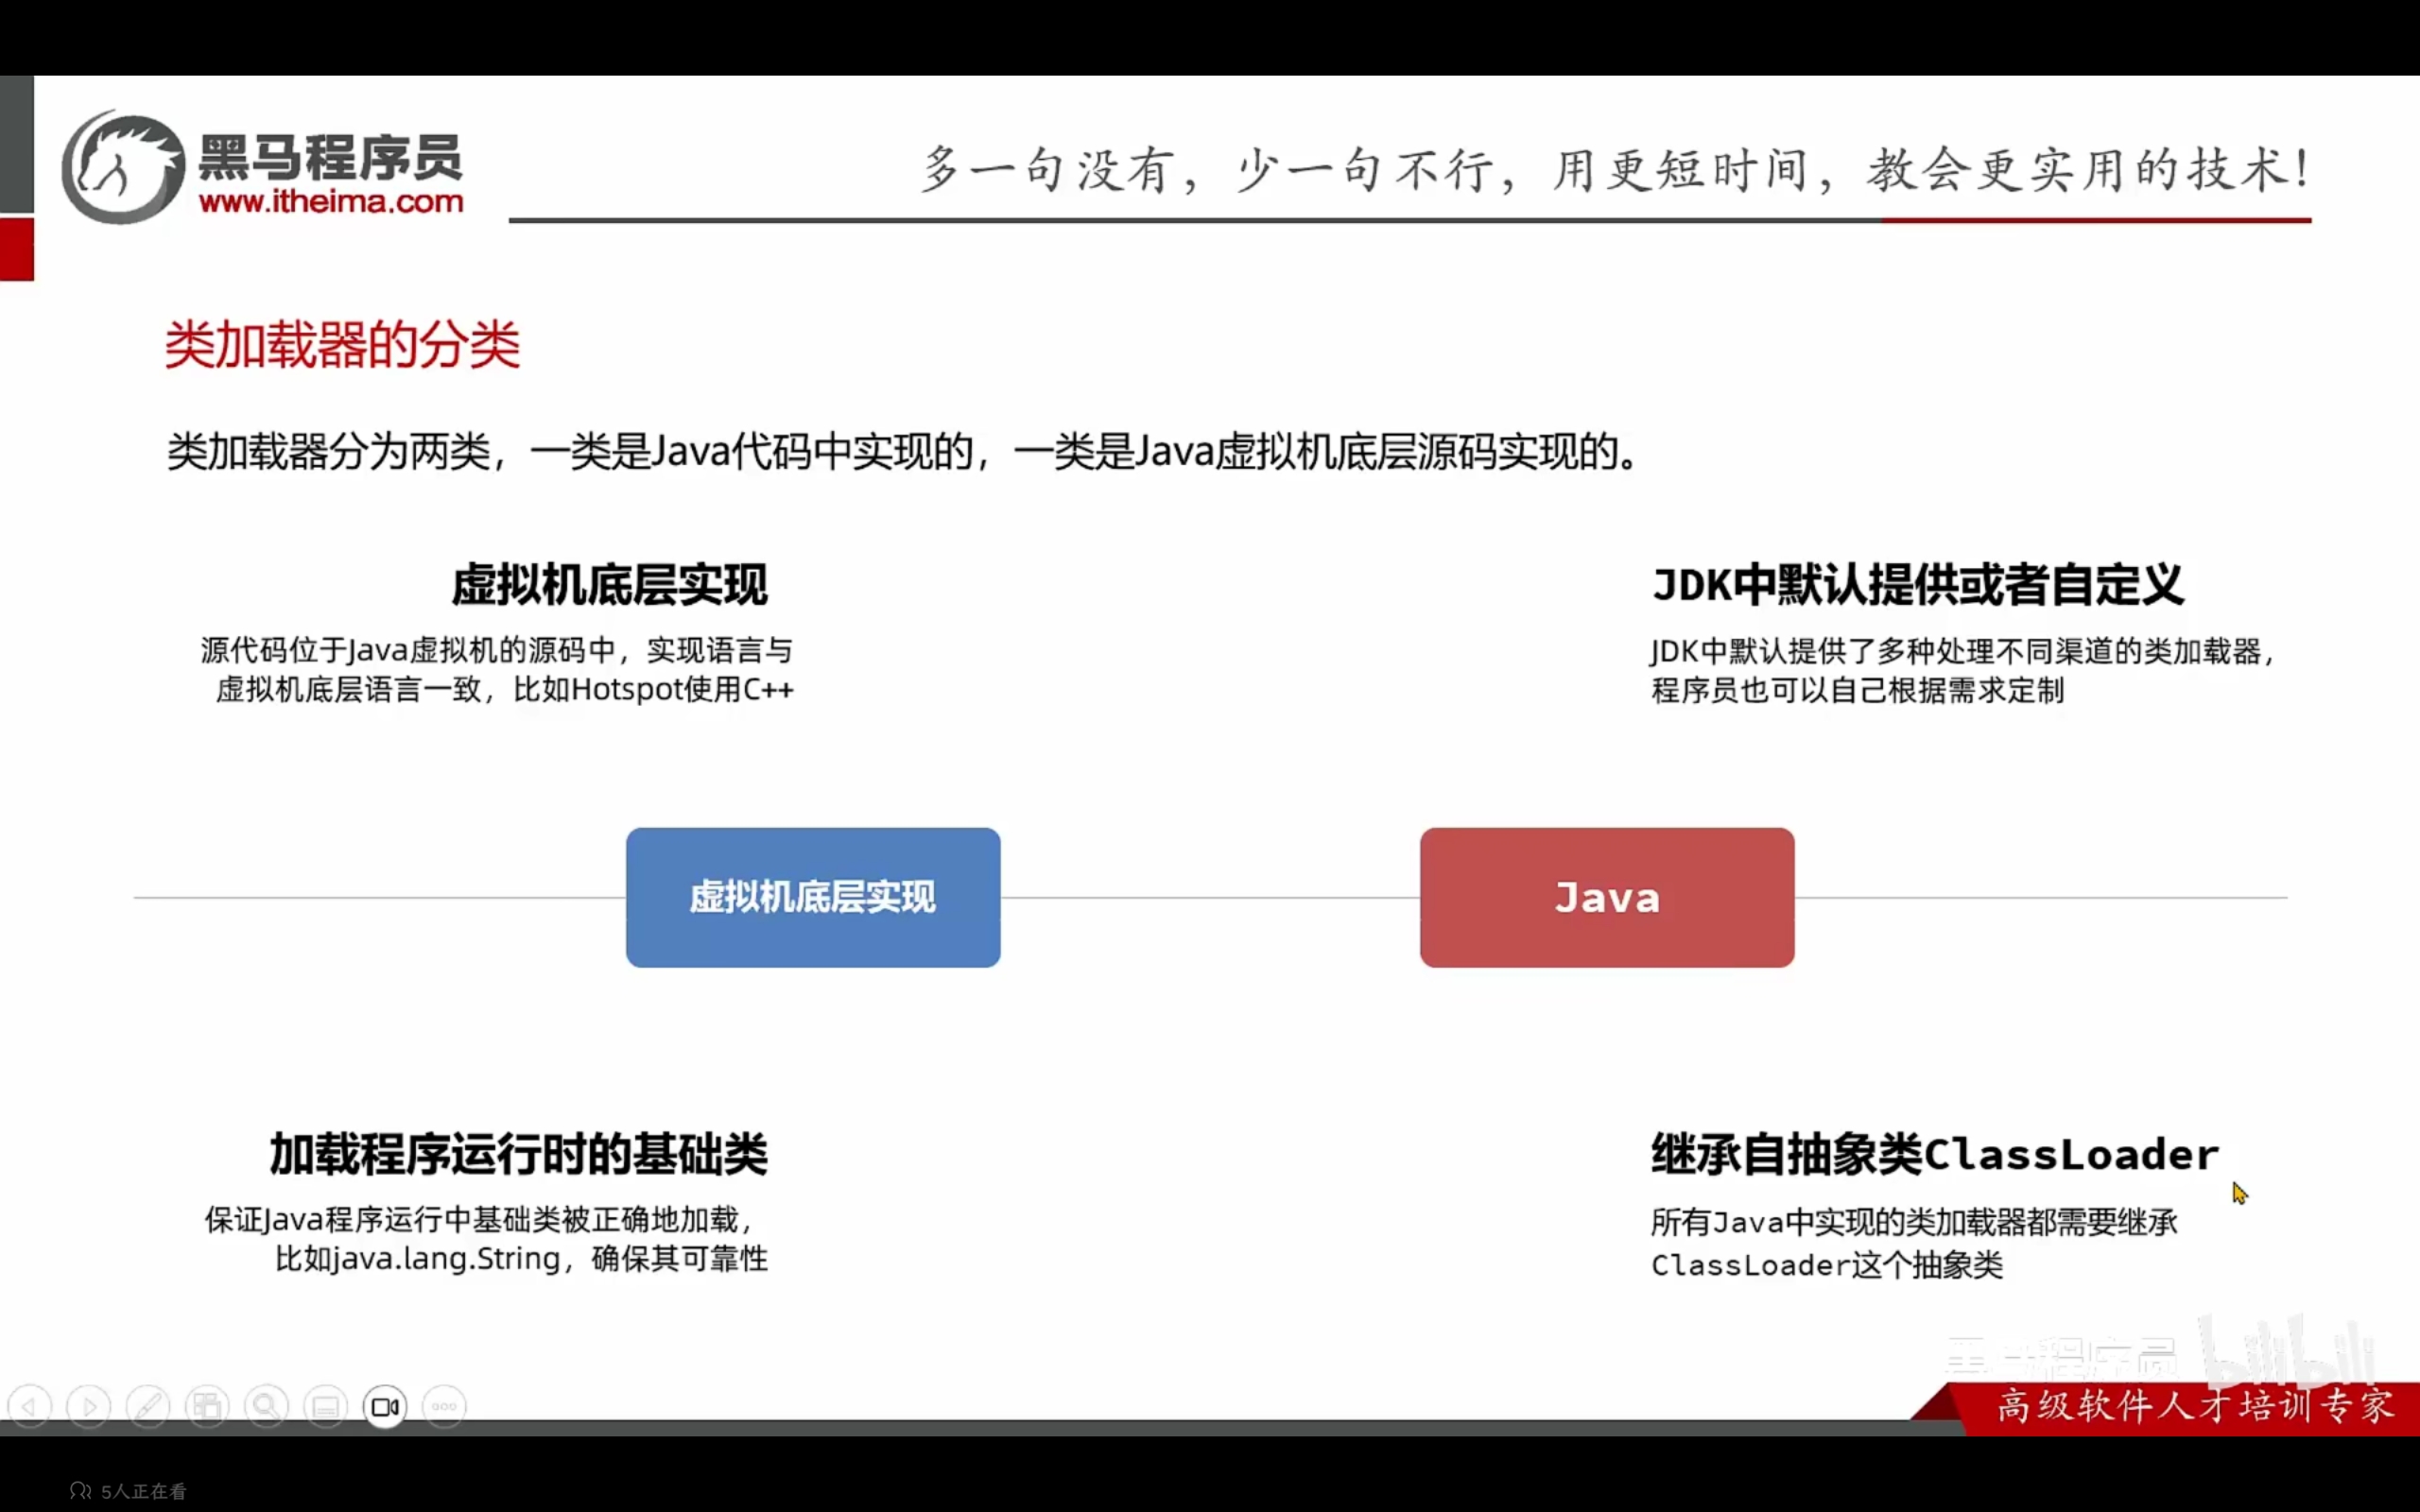 黑马程序员
www.itheima.com
多一句没有，少一句不行，用更短时间，教会更实用的技术！
类加载器的分类
类加载器分为两类，一类是Java代码中实现的，一类是Java虚拟机底层源码实现的。
虚拟机底层实现
源代码位于Java虚拟机的源码中，实现语言与
虚拟机底层语言一致，比如Hotspot使用C++
JDK中默认提供或者自定义
JDK中默认提供了多种处理不同渠道的类加载器，
程序员也可以自己根据需求定制
虚拟机底层实现
Java
加载程序运行时的基础类
保证Java程序运行中基础类被正确地加载，
比如java.lang.String，确保其可靠性
继承自抽象类ClassLoader
所有Java中实现的类加载器都需要继承
ClassLoader这个抽象类
黑马程序员 bilibili
高级软件人才培训专家
5人正在看